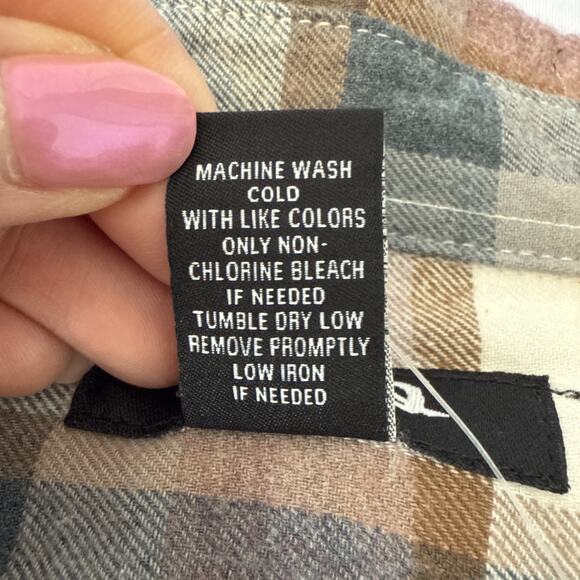 MACHINE WASH
COLD
WITH LIKE COLORS
ONLY NON-
CHLORINE BLEACH
IF NEEDED
TUMBLE DRY LOW
REMOVE PROMPTLY
LOW IRON
IF NEEDED